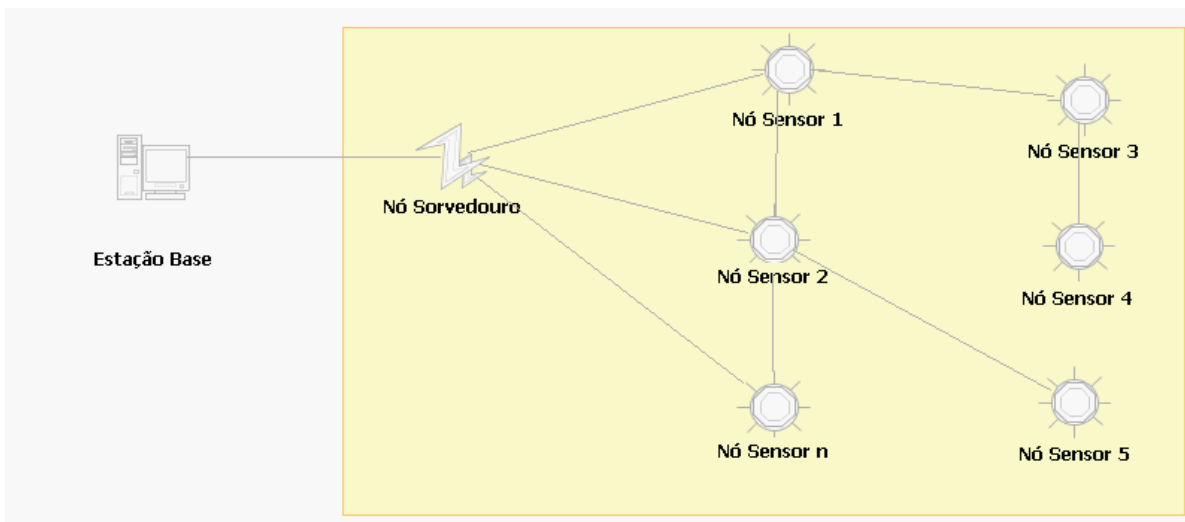 Nó Sensor 1
Nó Sensor 3
Nó Sorvedouro
Estação Base
Nó Sensor 2
Nó Sensor 4
Nó Sensor n
Nó Sensor 5